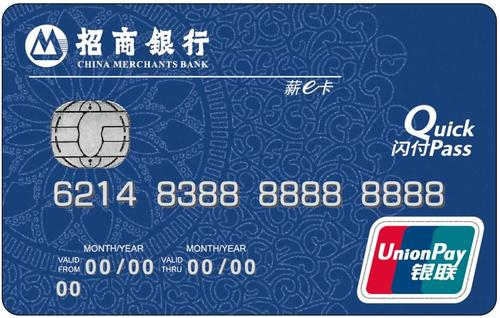 招商銀行
CHINA MERCHANTS BANK
薪e卡
Quick
闪付Pass
6214 8388 8888 8888
MONTH/YEAR MONTH/YEAR
VALID FROM 00/00 VALID THRU 00/00
00
UnionPay
银联